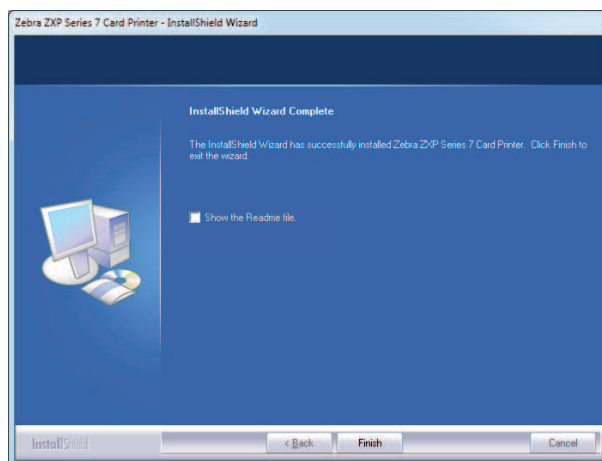 Zebra ZXP Series 7 Card Printer - InstallShield Wizard
InstallShield Wizard Complete
The InstallShield Wizard has successfully installed Zebra ZXP Series 7 Card Printer. Click Finish to
exit the wizard.
Show the Readme file.
InstallShield
< Back
Finish
Cancel